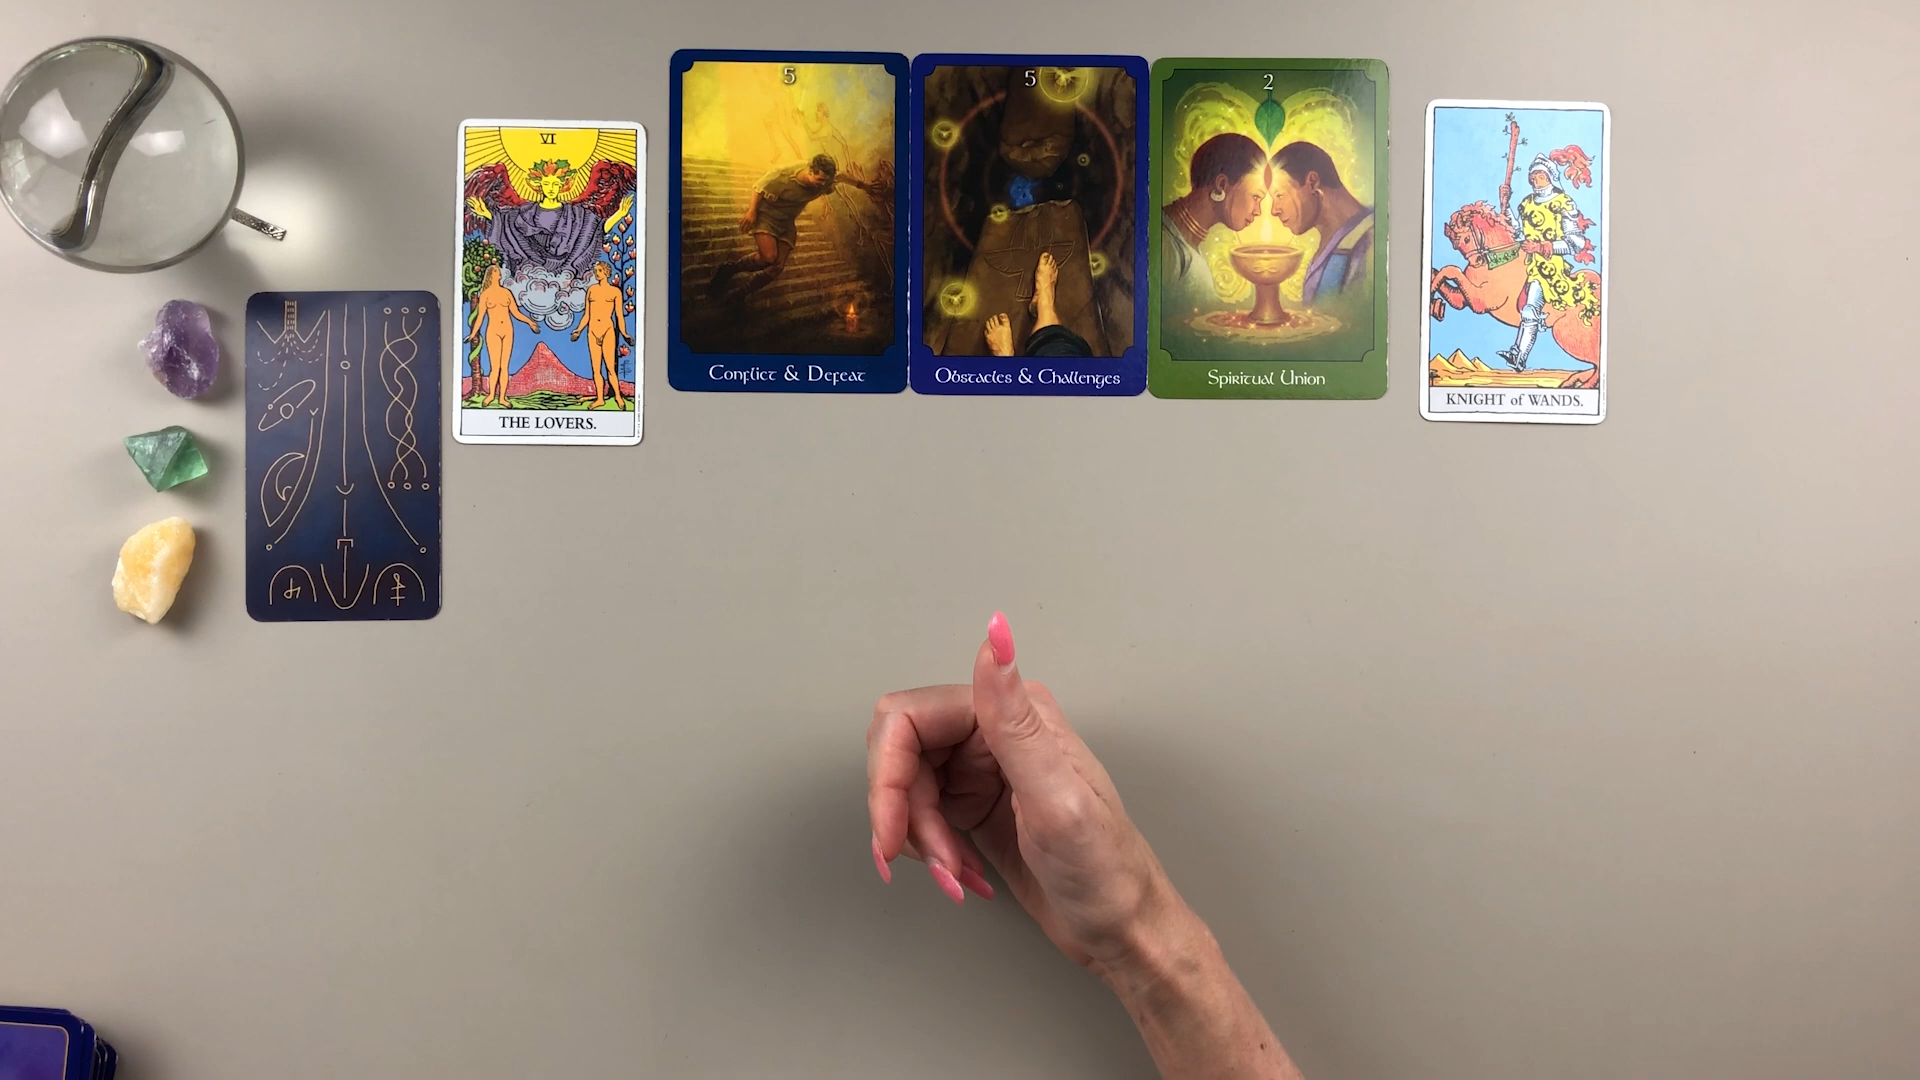 VI
THE LOVERS.
5
Conflict & Defeat
5
Obstacles & Challenges
2
Spiritual Union
KNIGHT of WANDS.